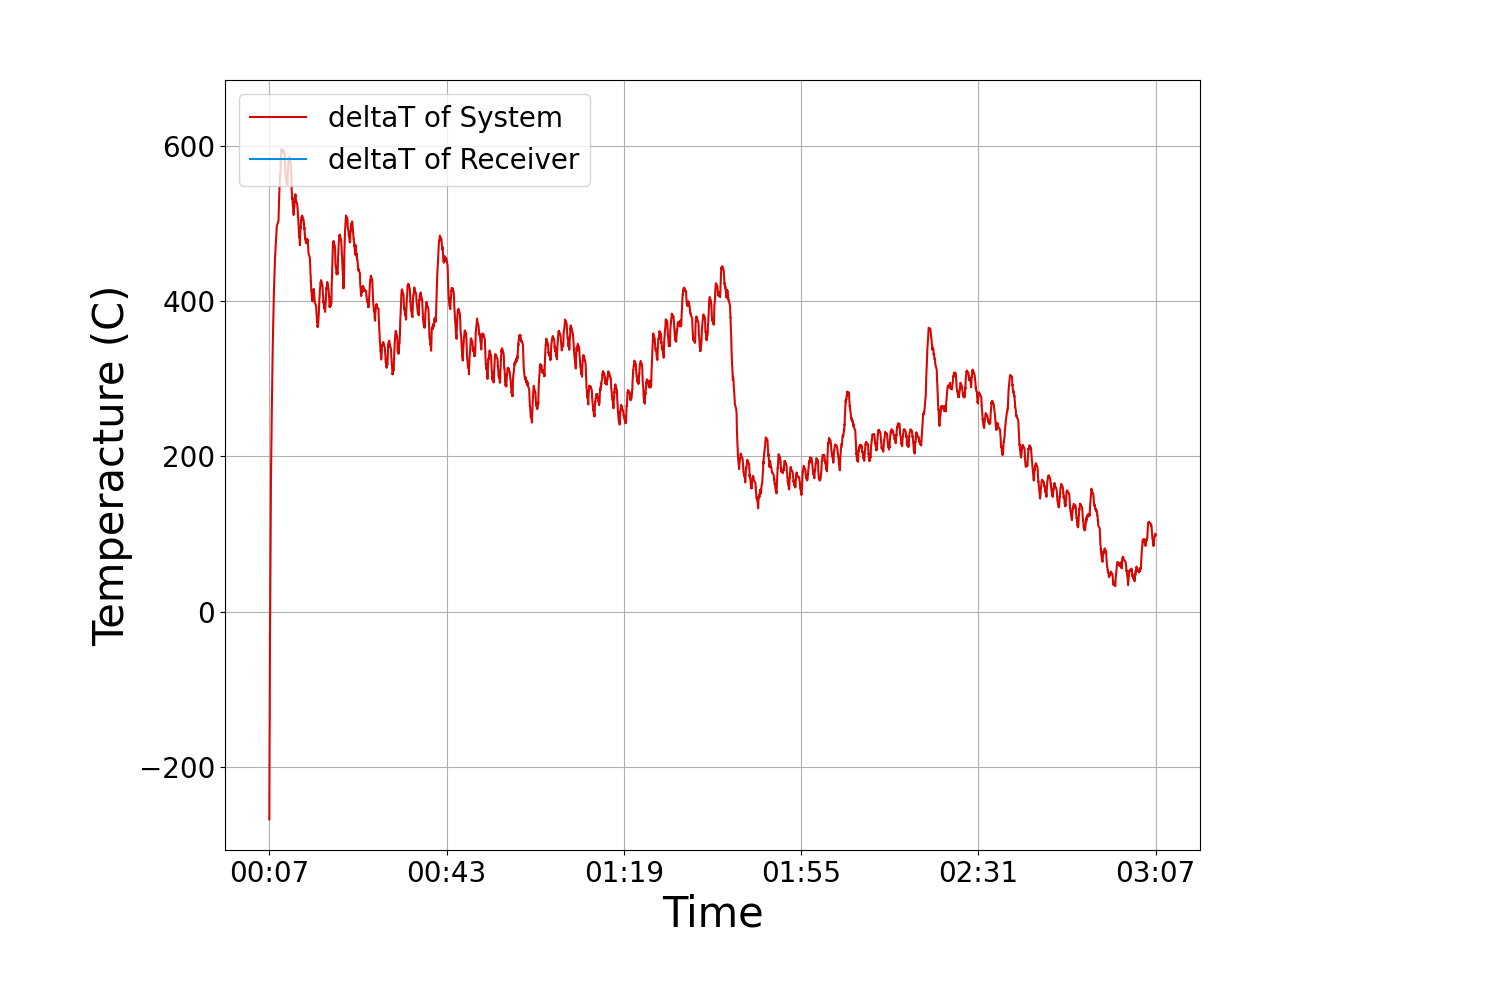 deltaT of System
deltaT of Receiver
600
400
200
0
−200
Temperacture (C)
00:07 00:43 01:19 01:55 02:31 03:07
Time